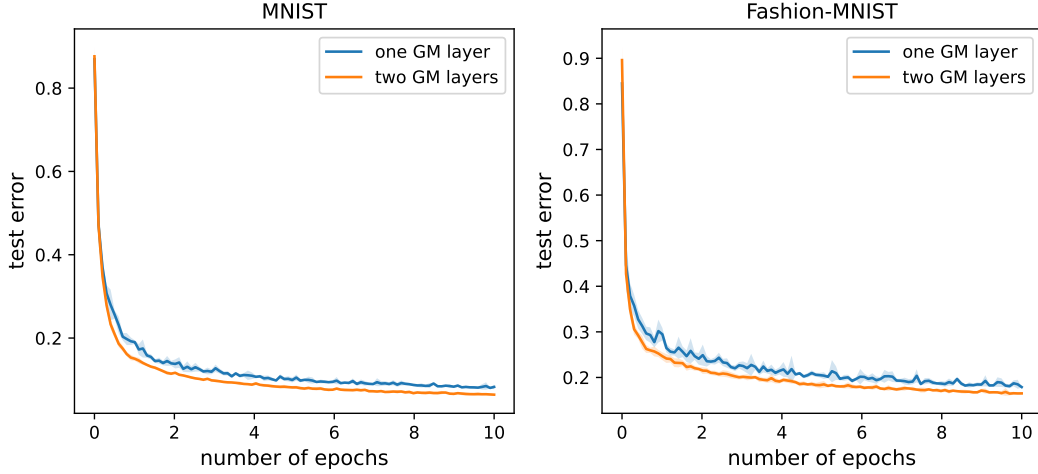 MNIST
one GM layer
two GM layers
0.8
0.6
0.4
0.2
test error
0 2 4 6 8 10
number of epochs
Fashion-MNIST
one GM layer
two GM layers
0.9
0.8
0.7
0.6
0.5
0.4
0.3
0.2
test error
0 2 4 6 8 10
number of epochs